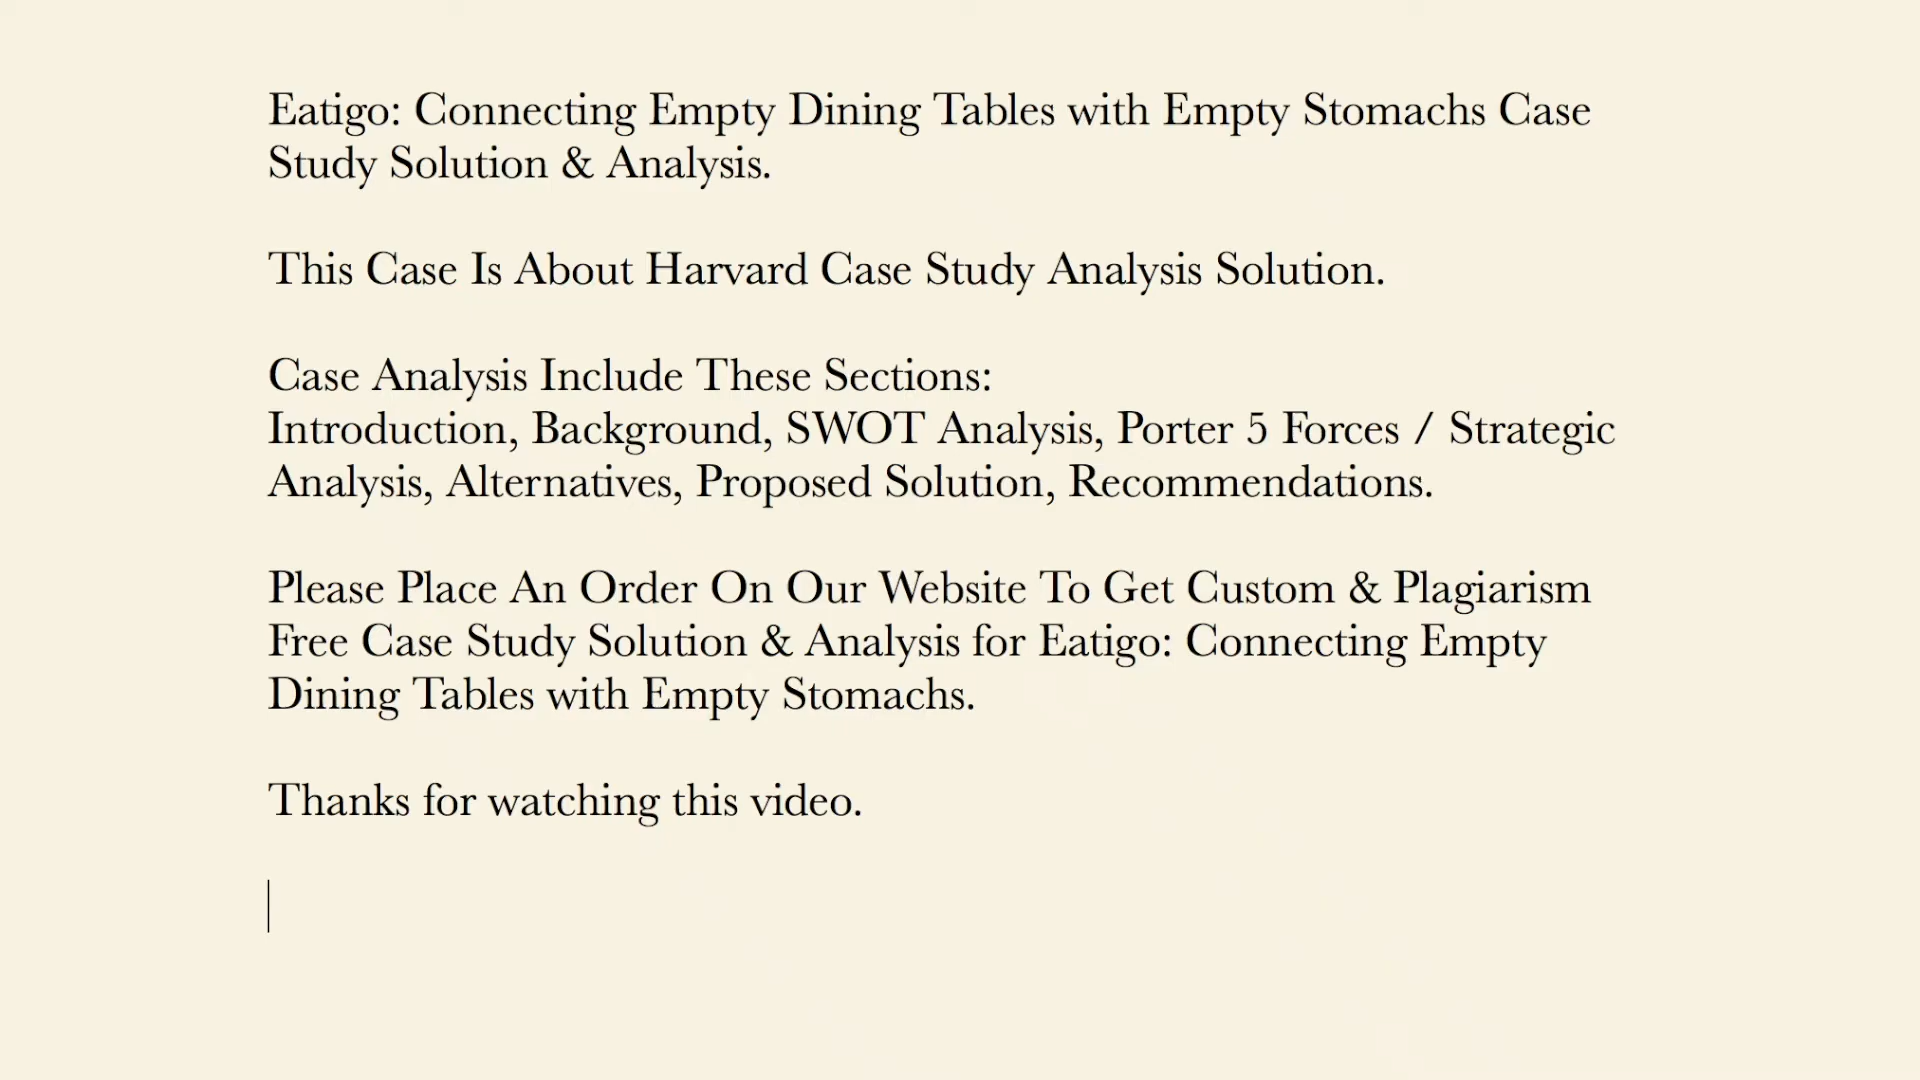 Eatigo: Connecting Empty Dining Tables with Empty Stomachs Case
Study Solution & Analysis.
This Case Is About Harvard Case Study Analysis Solution.
Case Analysis Include These Sections:
Introduction, Background, SWOT Analysis, Porter 5 Forces / Strategic
Analysis, Alternatives, Proposed Solution, Recommendations.
Please Place An Order On Our Website To Get Custom & Plagiarism
Free Case Study Solution & Analysis for Eatigo: Connecting Empty
Dining Tables with Empty Stomachs.
Thanks for watching this video.